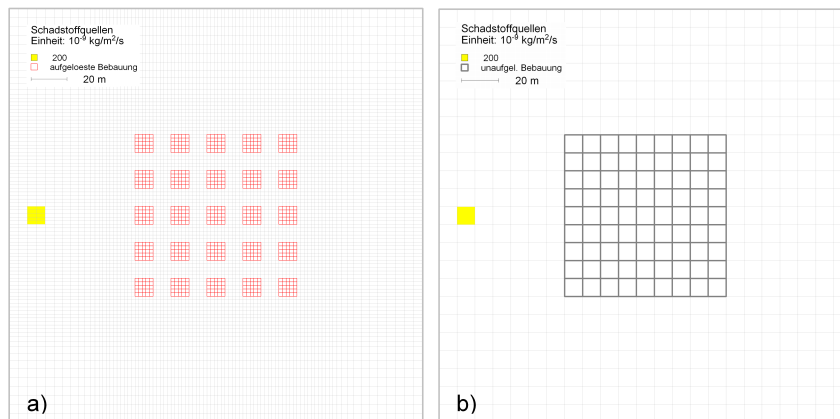 Schadstoffquellen
Einheit: 10⁻⁹ kg/m²/s
200
aufgeloeste Bebauung
20 m
a)
Schadstoffquellen
Einheit: 10⁻⁹ kg/m²/s
200
unaufgel. Bebauung
20 m
b)